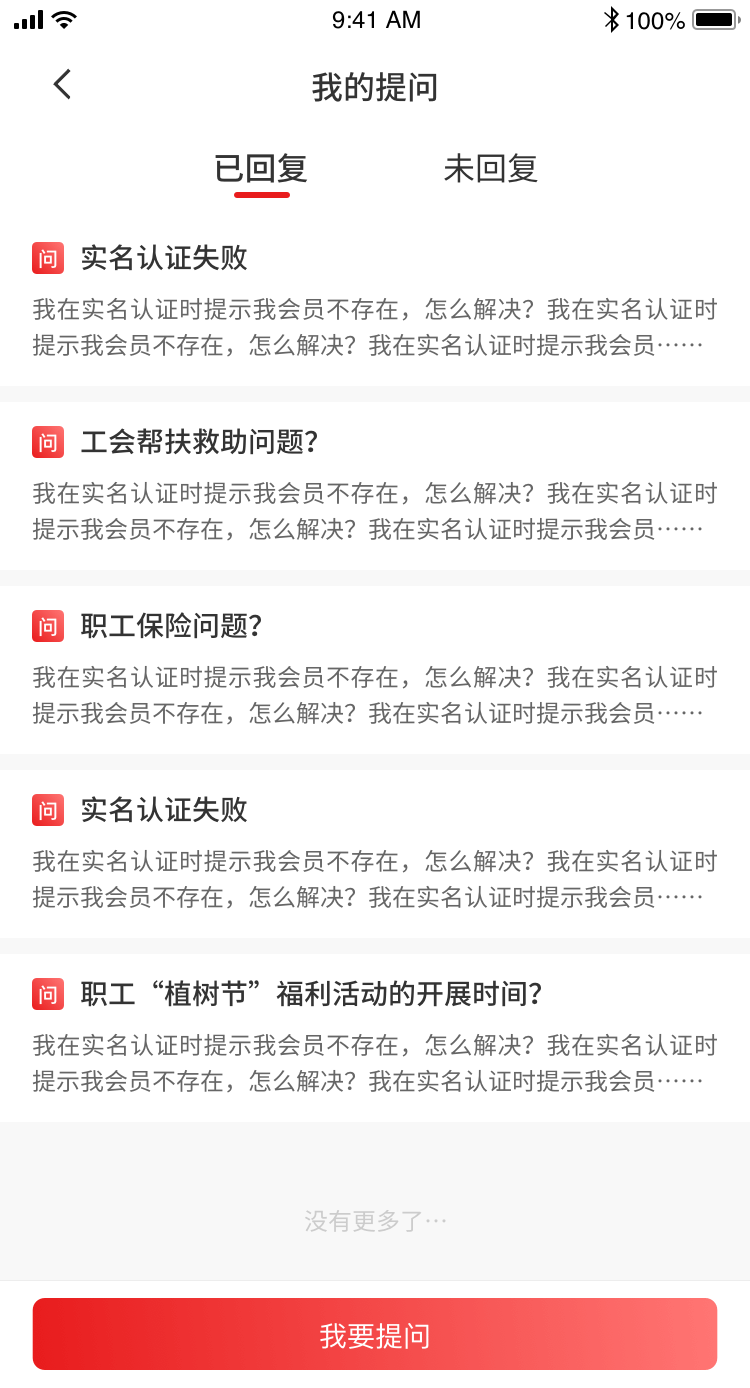 9:41 AM
100%
我的提问
已回复
未回复
问 实名认证失败
我在实名认证时提示我会员不存在，怎么解决？我在实名认证时
提示我会员不存在，怎么解决？我在实名认证时提示我会员……
问 工会帮扶救助问题？
我在实名认证时提示我会员不存在，怎么解决？我在实名认证时
提示我会员不存在，怎么解决？我在实名认证时提示我会员……
问 职工保险问题？
我在实名认证时提示我会员不存在，怎么解决？我在实名认证时
提示我会员不存在，怎么解决？我在实名认证时提示我会员……
问 实名认证失败
我在实名认证时提示我会员不存在，怎么解决？我在实名认证时
提示我会员不存在，怎么解决？我在实名认证时提示我会员……
问 职工“植树节”福利活动的开展时间？
我在实名认证时提示我会员不存在，怎么解决？我在实名认证时
提示我会员不存在，怎么解决？我在实名认证时提示我会员……
没有更多了…
我要提问